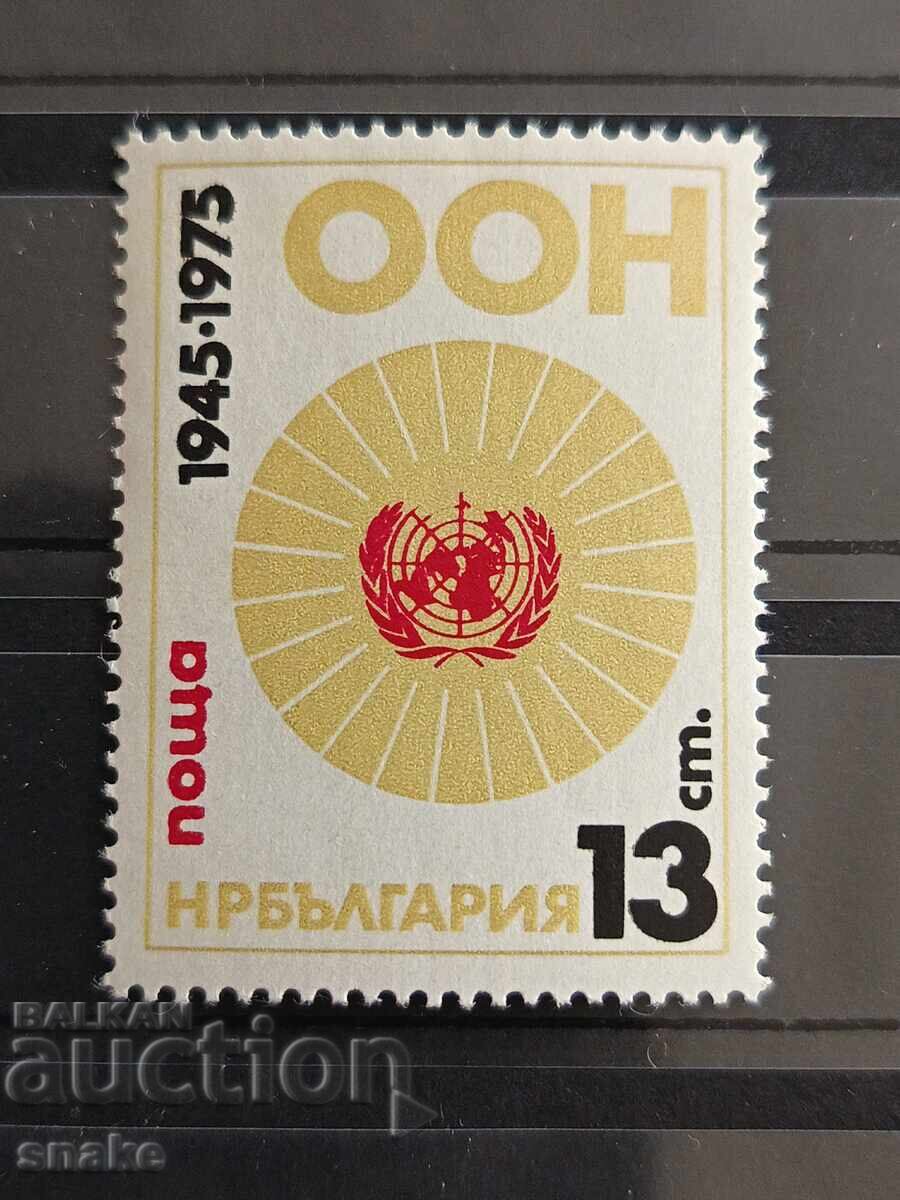 ООН
1945·1975
поща
ст.
13
НРБЪЛГАРИЯ
BALKAN
auction
snake